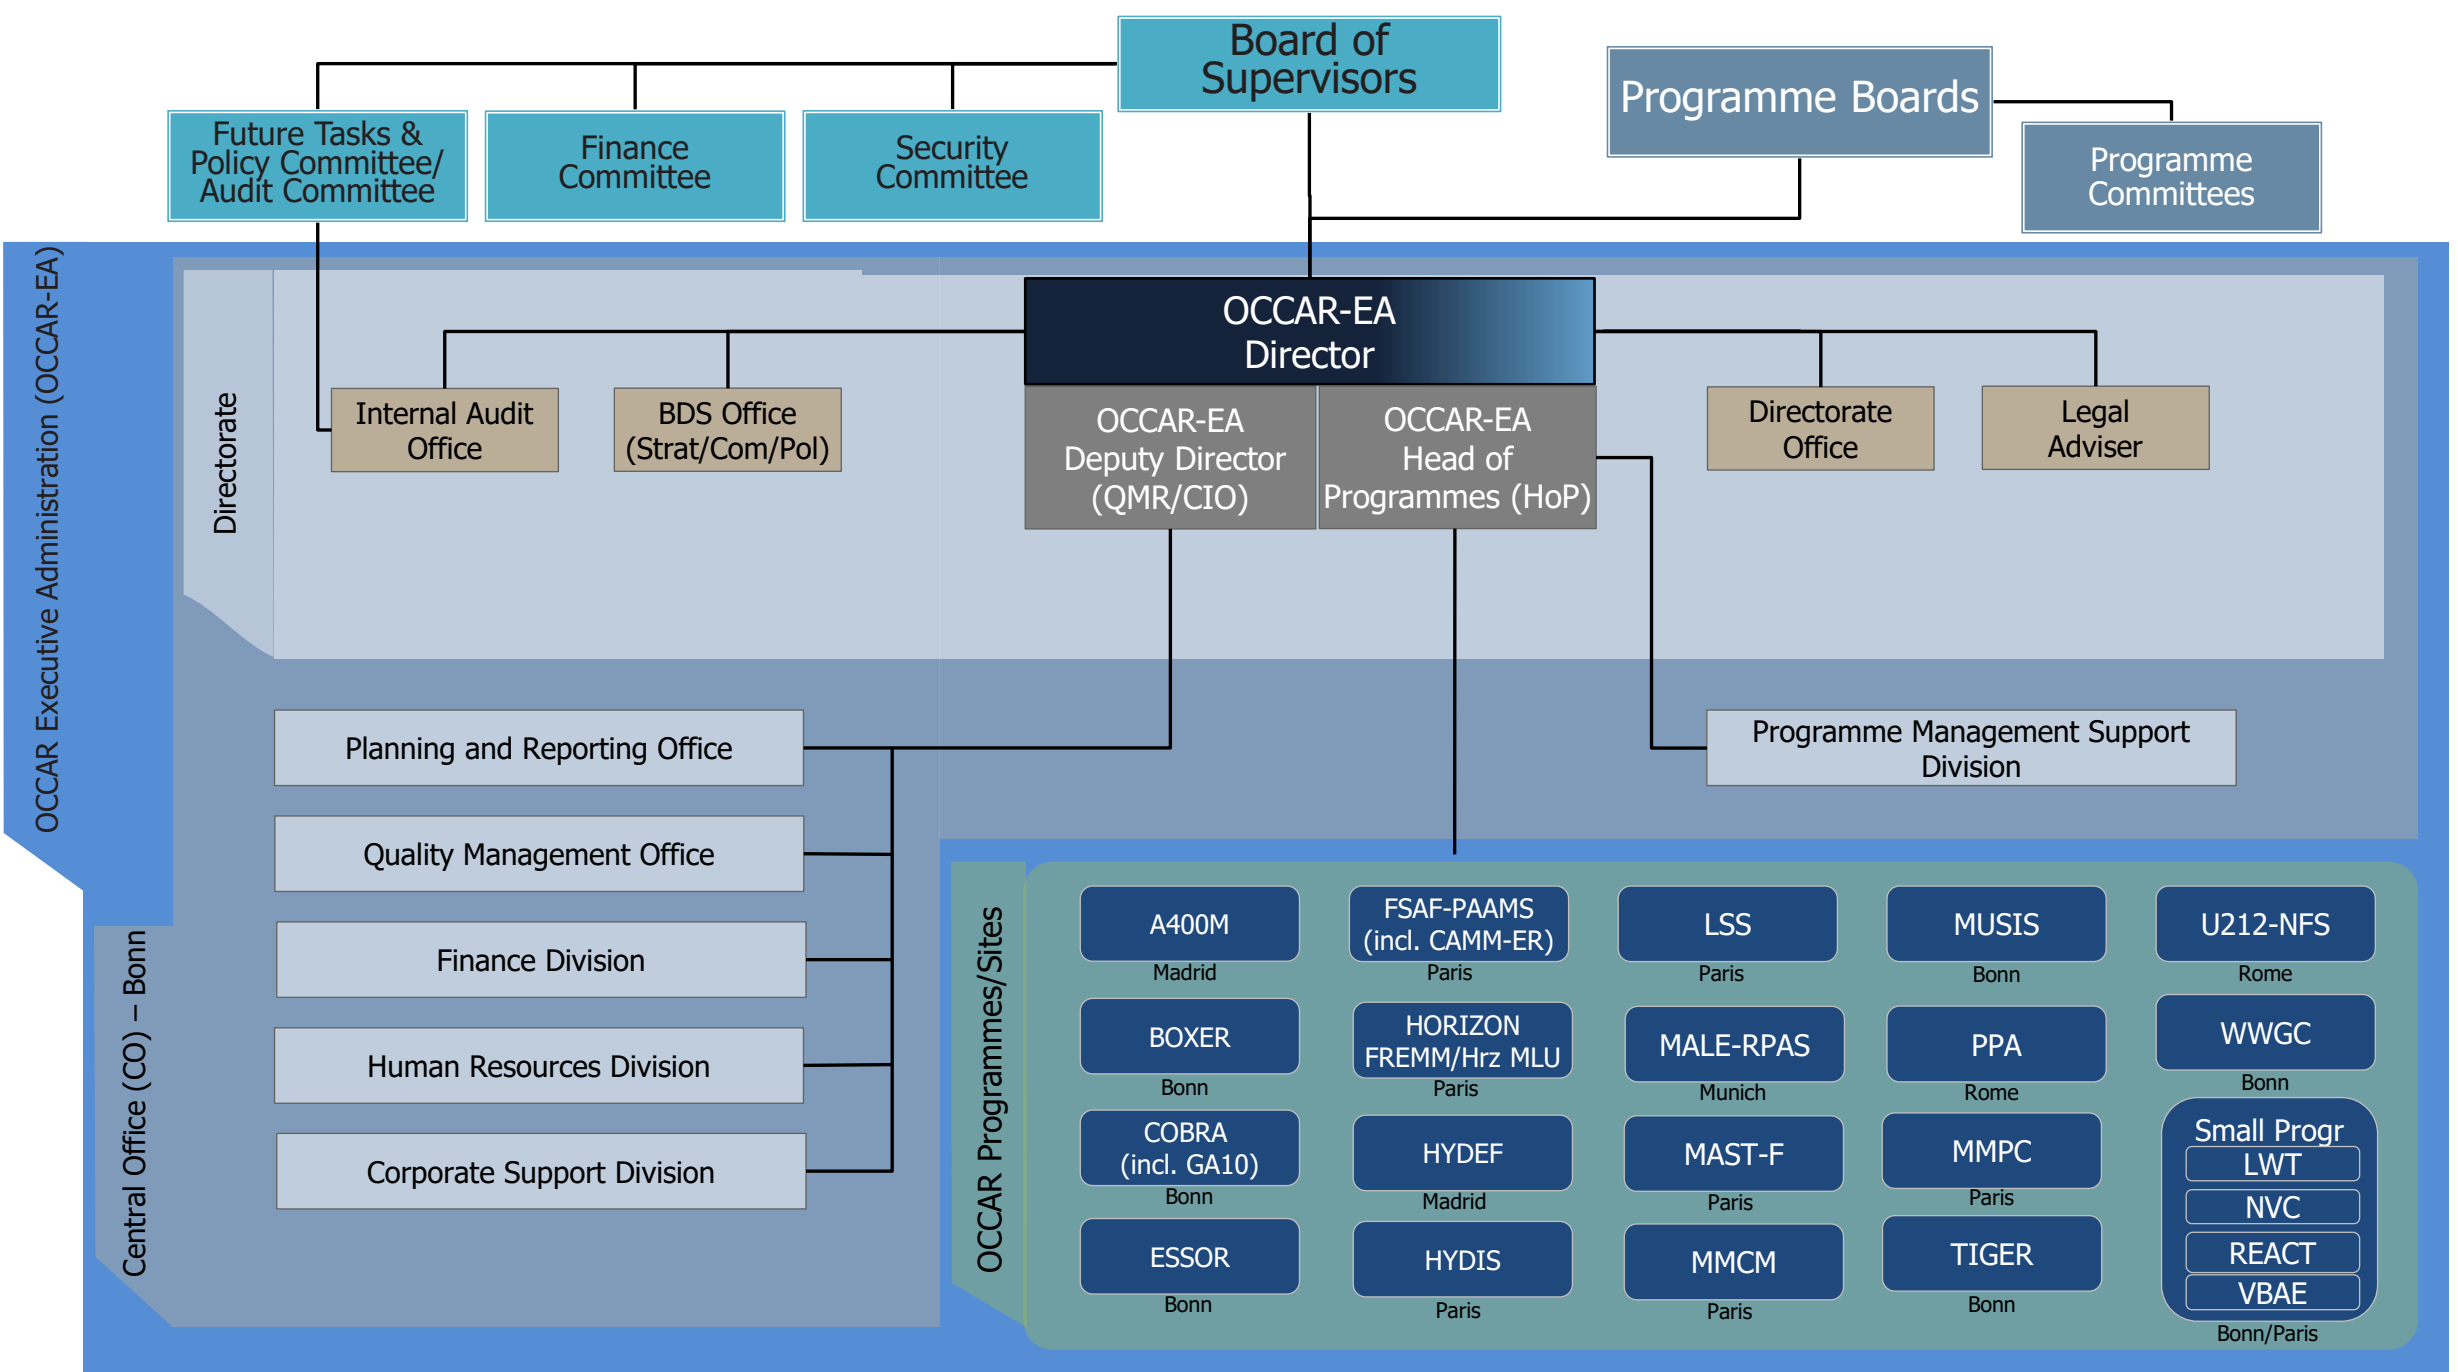 Board of
Supervisors
Programme Boards
Future Tasks &
Policy Committee/
Audit Committee
Finance
Committee
Security
Committee
Programme
Committees
OCCAR Executive Administration (OCCAR-EA)
Directorate
OCCAR-EA
Director
Internal Audit
Office
BDS Office
(Strat/Com/Pol)
OCCAR-EA
Deputy Director
(QMR/CIO)
OCCAR-EA
Head of
Programmes (HoP)
Directorate
Office
Legal
Adviser
Planning and Reporting Office
Programme Management Support
Division
Quality Management Office
Finance Division
Human Resources Division
Corporate Support Division
Central Office (CO) – Bonn
OCCAR Programmes/Sites
A400M
Madrid
FSAF-PAAMS
(incl. CAMM-ER)
Paris
LSS
Paris
MUSIS
Bonn
U212-NFS
Rome
BOXER
Bonn
HORIZON
FREMM/Hrz MLU
Paris
MALE-RPAS
Munich
PPA
Rome
WWGC
Bonn
COBRA
(incl. GA10)
Bonn
HYDEF
Madrid
MAST-F
Paris
MMPC
Paris
ESSOR
Bonn
HYDIS
Paris
MMCM
Paris
TIGER
Bonn
Small Progr
LWT
NVC
REACT
VBAE
Bonn/Paris